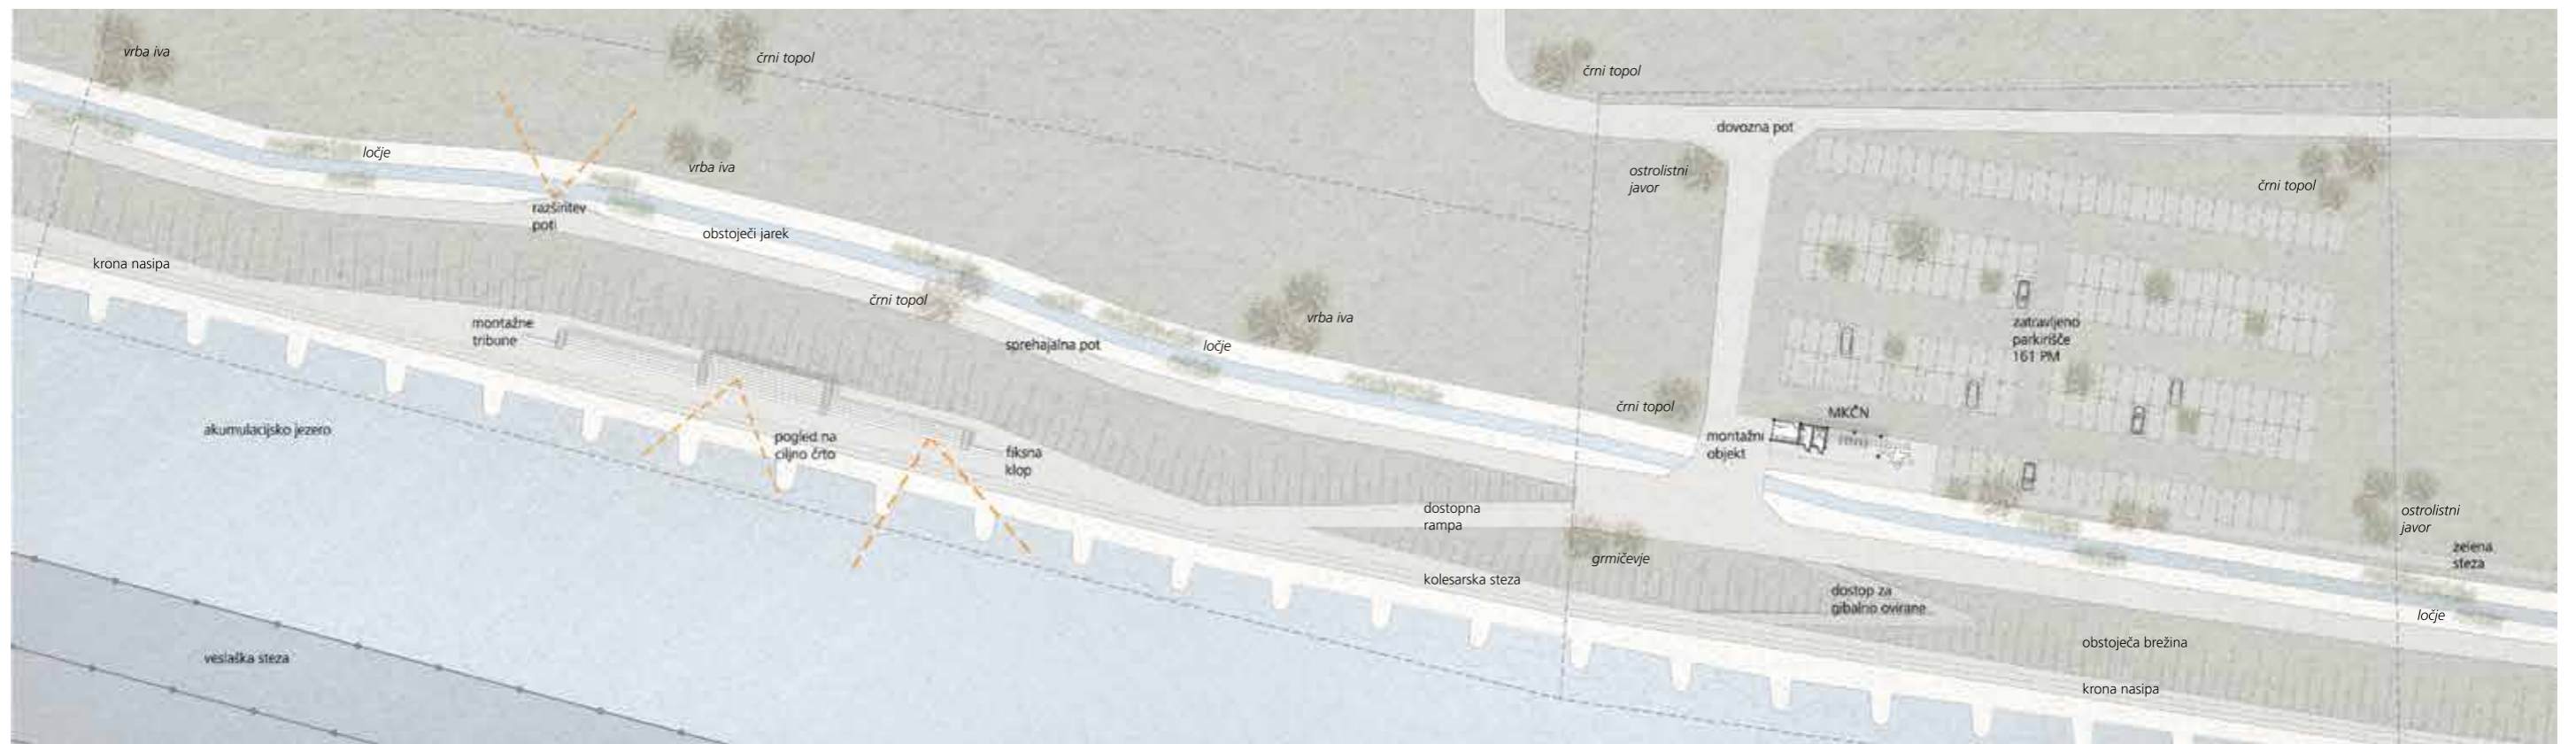 vrba iva
črni topol
črni topol
dovozna pot
ločje
vrba iva
ostrolistni
javor
črni topol
razširitev
poti
obstoječi jarek
krona nasipa
črni topol
vrba iva
montažne
tribune
sprehajalna pot
ločje
zatravljeno
parkirišče
161 PM
črni topol
MKČN
akumulacijsko jezero
pogled na
ciljno črto
fiksna
klop
montažni
objekt
dostopna
rampa
ostrolistni
javor
grmičevje
kolesarska steza
zelena
steza
dostop za
gibalno ovirane
ločje
obstoječa brežina
veslaška steza
krona nasipa